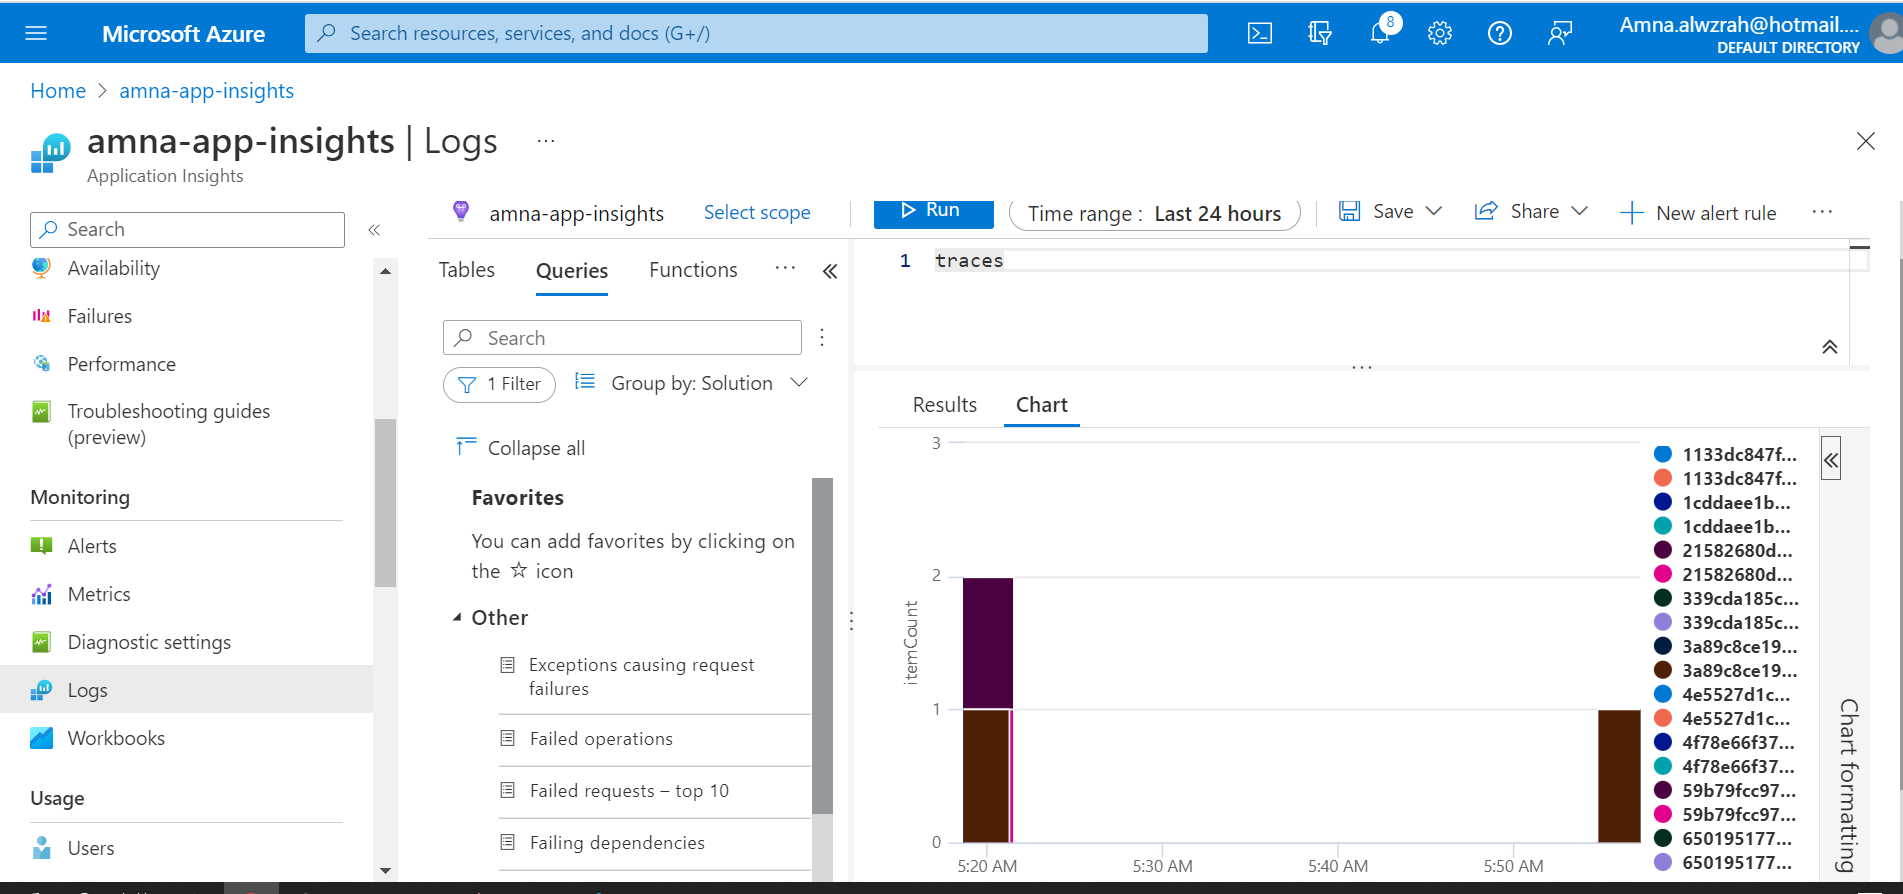 Microsoft Azure
Search resources, services, and docs (G+/)
8
Amna.alwzrah@hotmail....
DEFAULT DIRECTORY
Home > amna-app-insights
amna-app-insights | Logs ...
Application Insights
Search
Availability
Failures
Performance
Troubleshooting guides
(preview)
Monitoring
Alerts
Metrics
Diagnostic settings
Logs
Workbooks
Usage
Users
amna-app-insights Select scope
Run
Time range : Last 24 hours
Save
Share
New alert rule
Tables Queries Functions
Search
1 Filter
Group by: Solution
Collapse all
Favorites
You can add favorites by clicking on
the ☆ icon
Other
Exceptions causing request
failures
Failed operations
Failed requests – top 10
Failing dependencies
1 traces
Results Chart
3
2
1
0
itemCount
5:20 AM 5:30 AM 5:40 AM 5:50 AM
1133dc847f...
1133dc847f...
1cddaee1b...
1cddaee1b...
21582680d...
21582680d...
339cda185c...
339cda185c...
3a89c8ce19...
3a89c8ce19...
4e5527d1c...
4e5527d1c...
4f78e66f37...
4f78e66f37...
59b79fcc97...
59b79fcc97...
650195177...
650195177...
Chart formatting